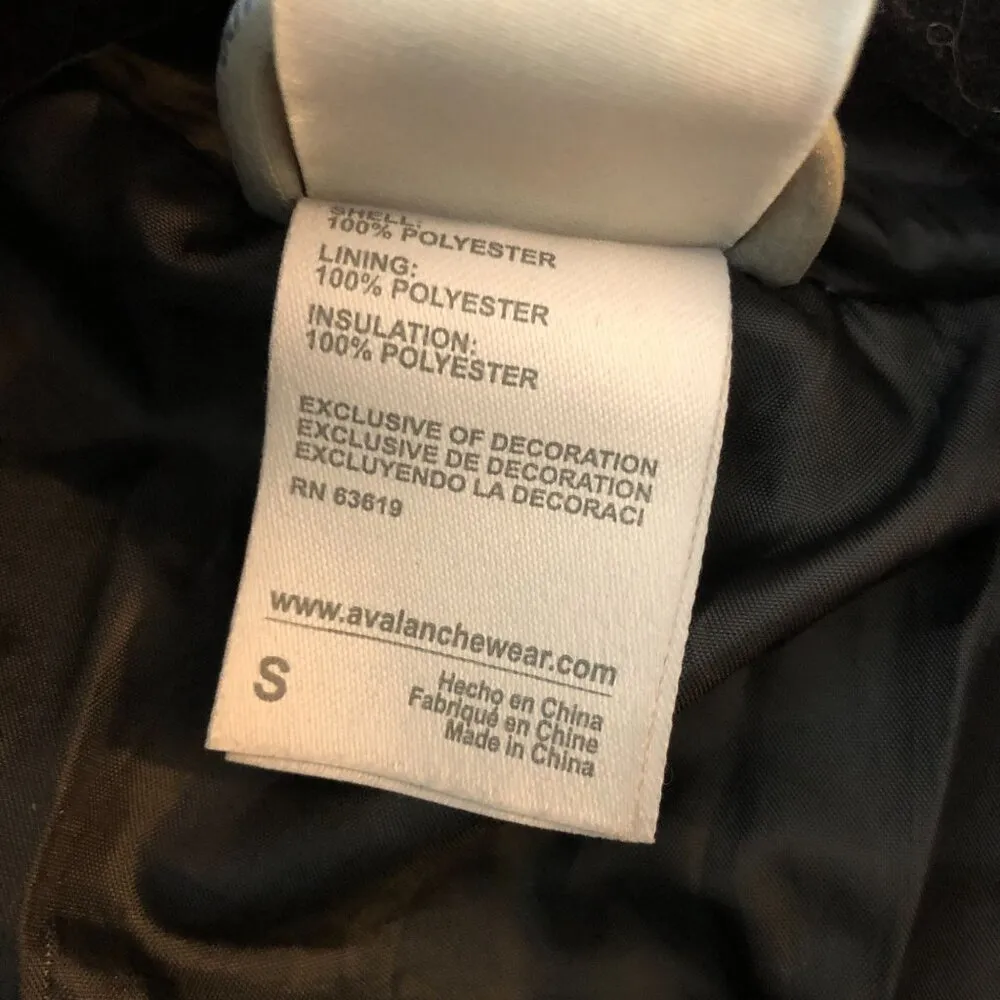 SHELL:
100% POLYESTER
LINING:
100% POLYESTER
INSULATION:
100% POLYESTER
EXCLUSIVE OF DECORATION
EXCLUSIVE DE DECORATION
EXCLUYENDO LA DECORACI
RN 63619
www.avalanchewear.com
S
Hecho en China
Fabriqué en Chine
Made in China